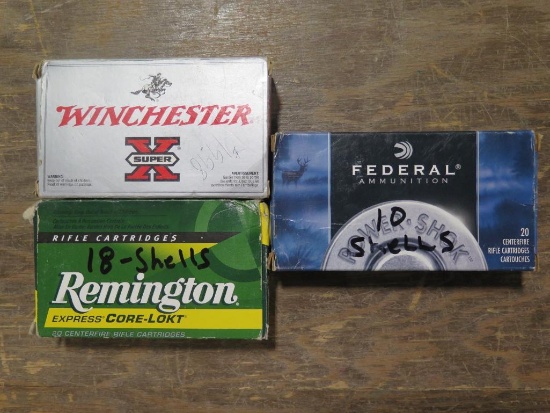 WINCHESTER
SUPER
X
RIFLE CARTRIDGES
18-Shells
Remington
EXPRESS CORE-LOKT
20 CENTERFIRE RIFLE CARTRIDGES
FEDERAL®
AMMUNITION
POWER·SHOK
10
Shells
20
CENTERFIRE
RIFLE CARTRIDGES
CARTOUCHES